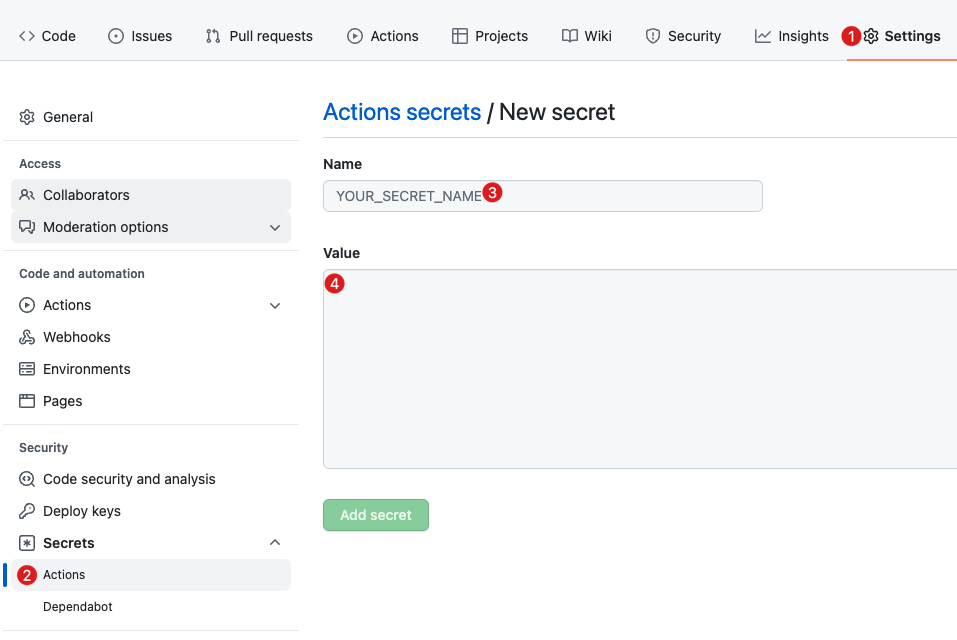 Code Issues Pull requests Actions Projects Wiki Security Insights 1 Settings
General
Access
Collaborators
Moderation options
Code and automation
Actions
Webhooks
Environments
Pages
Security
Code security and analysis
Deploy keys
Secrets
2 Actions
Dependabot
Actions secrets / New secret
Name
YOUR_SECRET_NAME 3
Value
4
Add secret